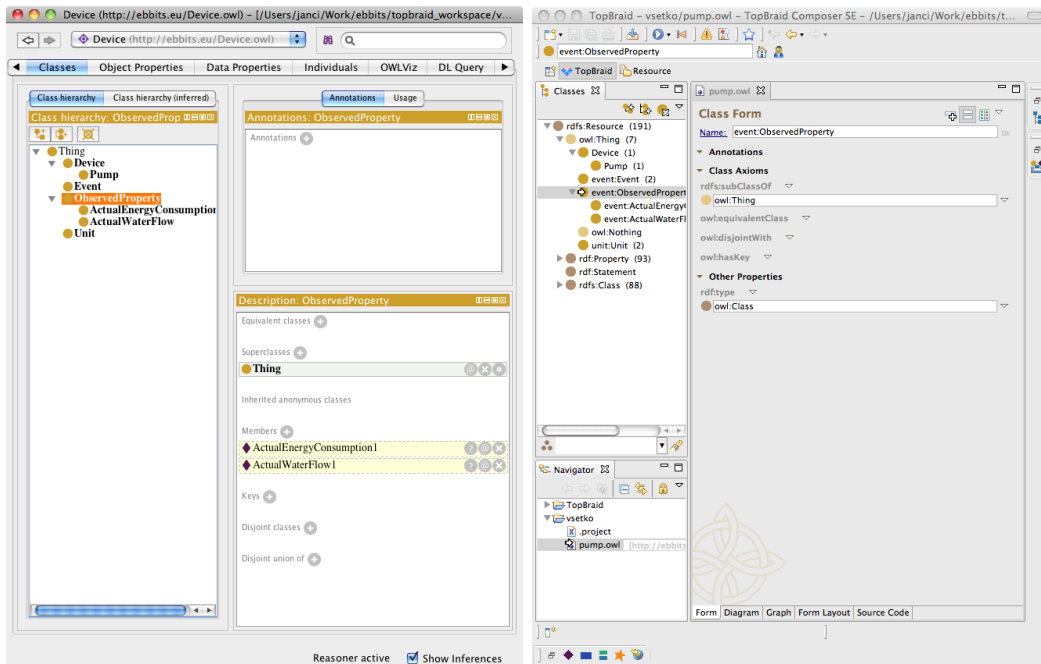 Device (http://ebbits.eu/Device.owl) - [/Users/janci/Work/ebbits/topbraid_workspace/v...
Device (http://ebbits.eu/Device.owl)
Classes Object Properties Data Properties Individuals OWLViz DL Query
Class hierarchy Class hierarchy (inferred)
Class hierarchy: ObservedProp
Thing
Device
Pump
Event
ObservedProperty
ActualEnergyConsumption
ActualWaterFlow
Unit
Annotations Usage
Annotations: ObservedProperty
Annotations
Description: ObservedProperty
Equivalent classes
Superclasses
Thing
Inherited anonymous classes
Members
ActualEnergyConsumption1
ActualWaterFlow1
Keys
Disjoint classes
Disjoint union of
Reasoner active Show Inferences
TopBraid - vsetko/pump.owl - TopBraid Composer SE - /Users/janci/Work/ebbits/t...
event:ObservedProperty
TopBraid Resource
Classes
rdfs:Resource (191)
owl:Thing (7)
Device (1)
Pump (1)
event:Event (2)
event:ObservedPropert
event:ActualEnergy
event:ActualWaterFl
owl:Nothing
unit:Unit (2)
rdf:Property (93)
rdf:Statement
rdfs:Class (88)
Navigator
TopBraid
vsetko
.project
pump.owl [http://ebbits
pump.owl
Class Form
Name: event:ObservedProperty Ok
Annotations
Class Axioms
rdfs:subClassOf
owl:Thing
owl:equivalentClass
owl:disjointWith
owl:hasKey
Other Properties
rdf:type
owl:Class
Form Diagram Graph Form Layout Source Code